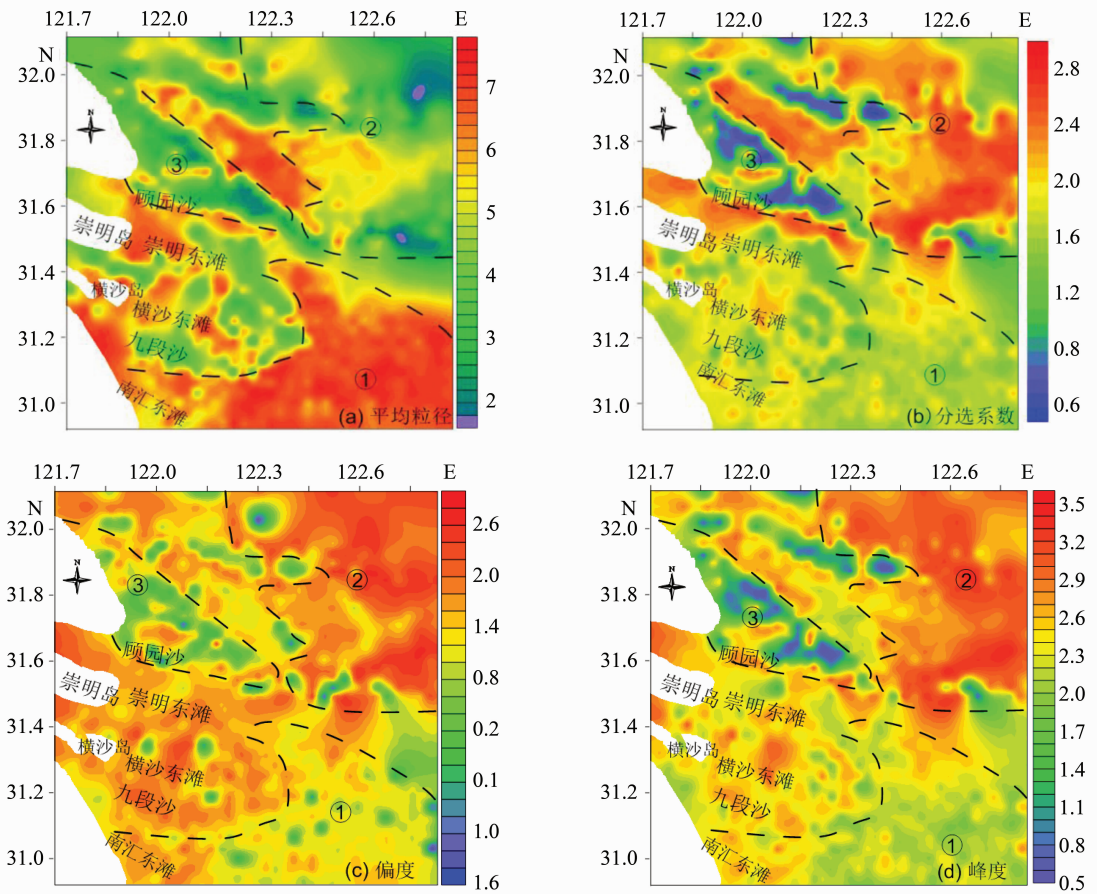 121.7 122.0 122.3 122.6 E
N
32.0
31.8
31.6
31.4
31.2
31.0
N
②
③
顾园沙
崇明岛 崇明东滩
横沙岛
横沙东滩
九段沙
南汇东滩
①
(a) 平均粒径
7
6
5
4
3
2
121.7 122.0 122.3 122.6 E
N
32.0
31.8
31.6
31.4
31.2
31.0
N
②
③
顾园沙
崇明岛 崇明东滩
横沙岛
横沙东滩
九段沙
南汇东滩
①
(b) 分选系数
2.8
2.4
2.0
1.6
1.2
0.8
0.6
121.7 122.0 122.3 122.6 E
N
32.0
31.8
31.6
31.4
31.2
31.0
N
②
③
顾园沙
崇明岛 崇明东滩
横沙岛
横沙东滩
九段沙
南汇东滩
①
(c) 偏度
2.6
2.0
1.4
0.8
0.2
0.1
1.0
1.6
121.7 122.0 122.3 122.6 E
N
32.0
31.8
31.6
31.4
31.2
31.0
N
②
③
顾园沙
崇明岛 崇明东滩
横沙岛
横沙东滩
九段沙
南汇东滩
①
(d) 峰度
3.5
3.2
2.9
2.6
2.3
2.0
1.7
1.4
1.1
0.8
0.5